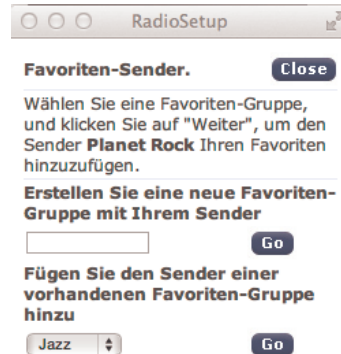 RadioSetup
Favoriten-Sender. Close
Wählen Sie eine Favoriten-Gruppe,
und klicken Sie auf "Weiter", um den
Sender Planet Rock Ihren Favoriten
hinzuzufügen.
Erstellen Sie eine neue Favoriten-
Gruppe mit Ihrem Sender
Go
Fügen Sie den Sender einer
vorhandenen Favoriten-Gruppe
hinzu
Jazz Go